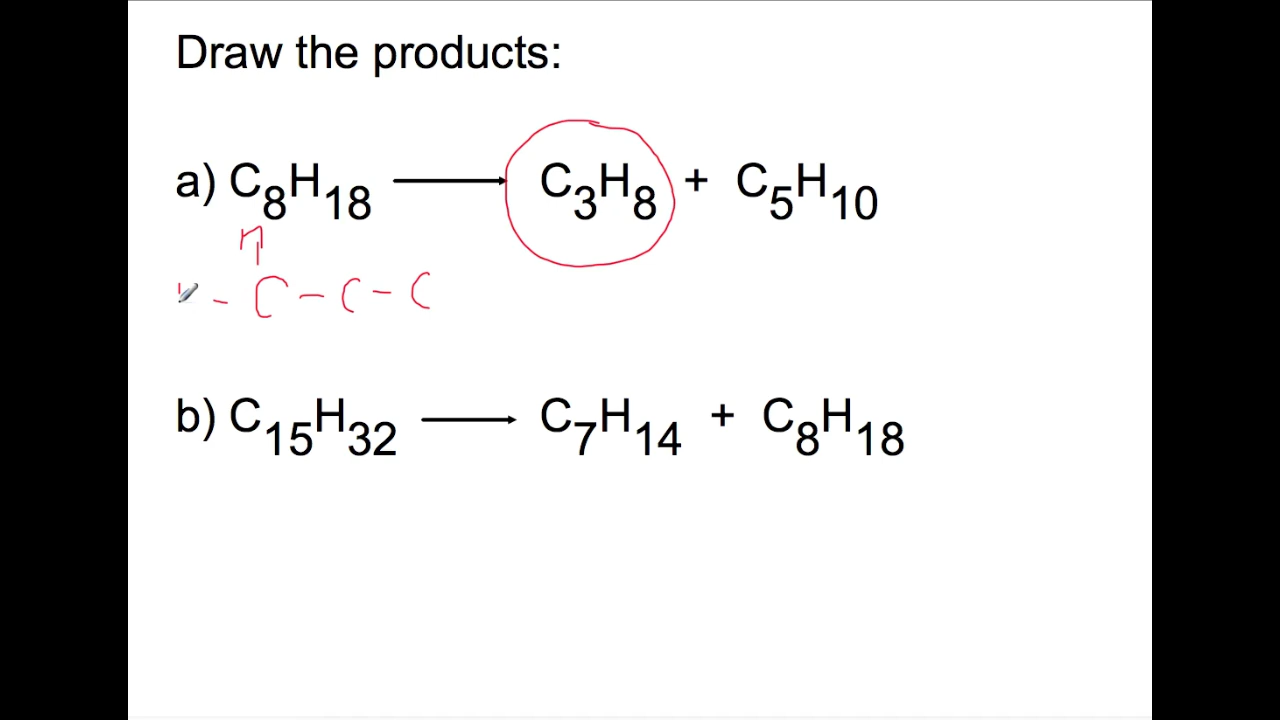 Draw the products:
a) C₈H₁₈ ⟶ C₃H₈ + C₅H₁₀
H
- C - C - C
b) C₁₅H₃₂ ⟶ C₇H₁₄ + C₈H₁₈